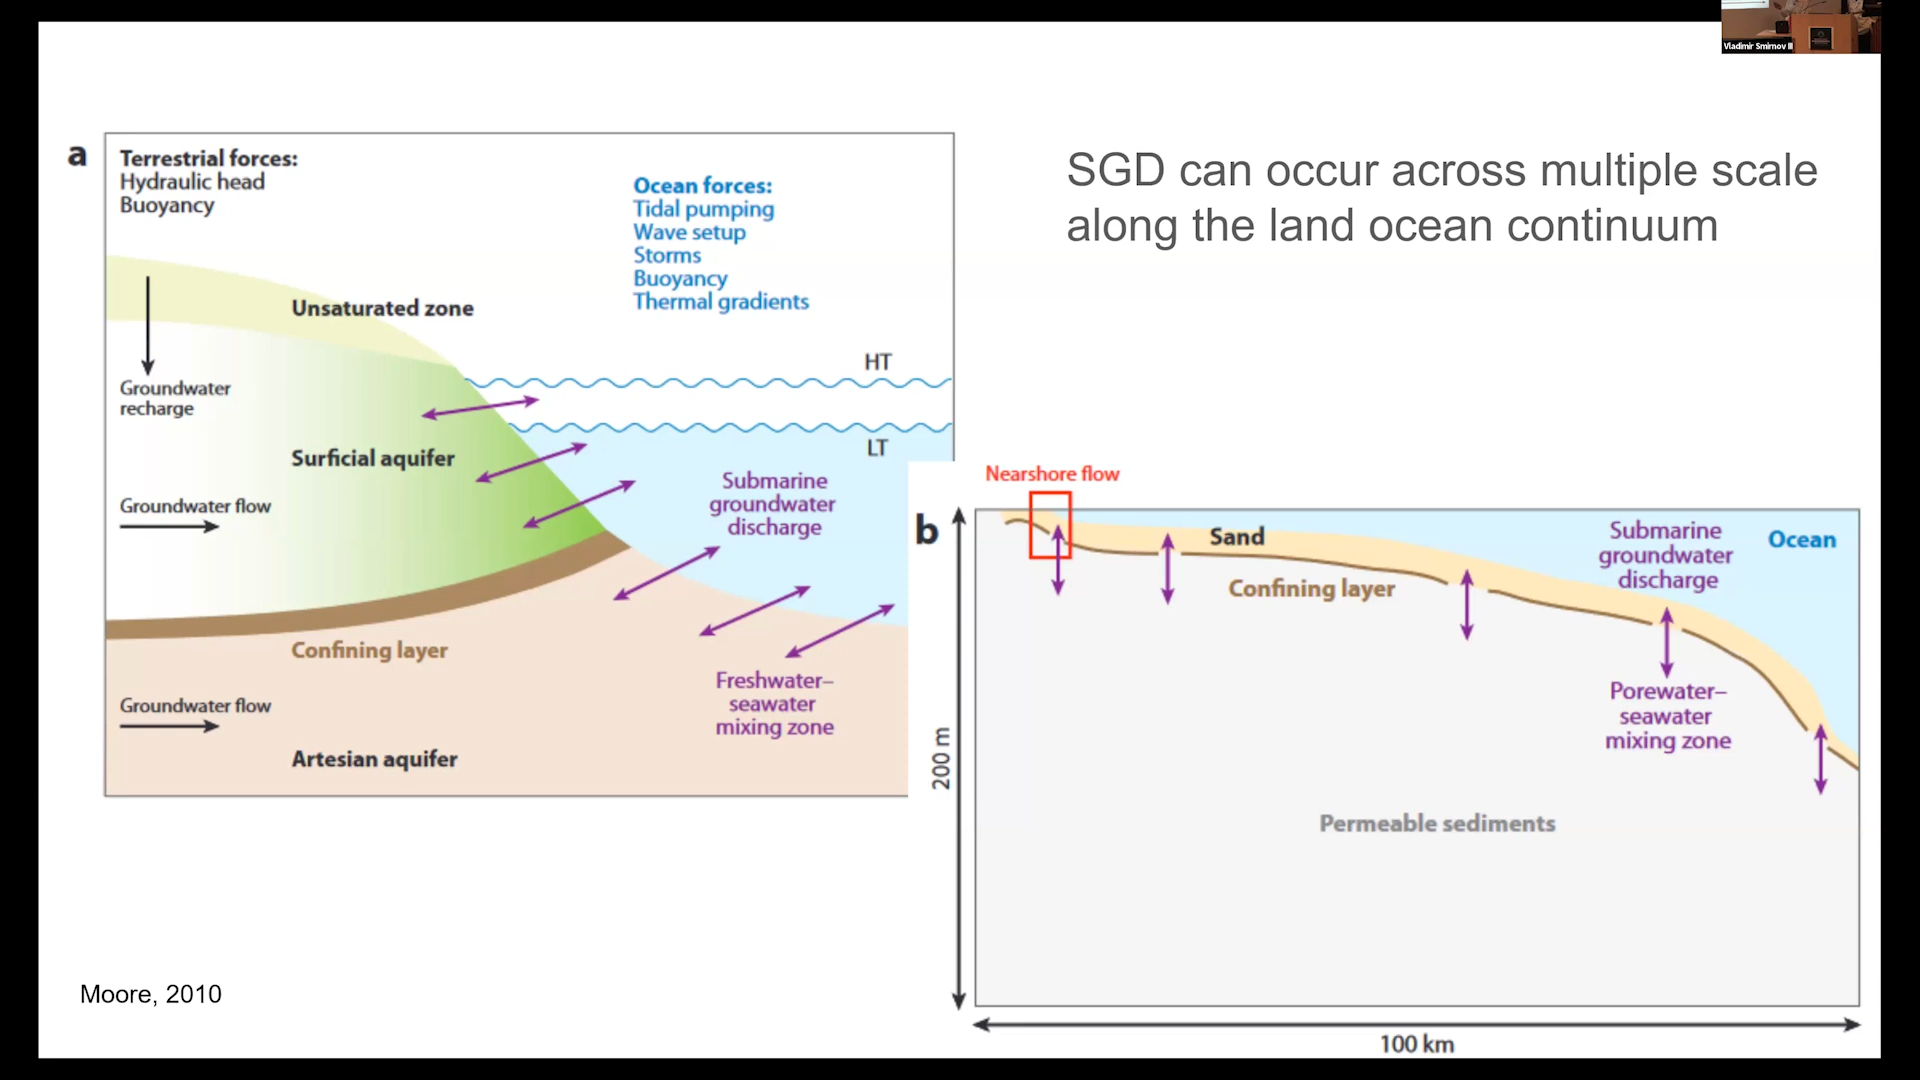 Vladimir Smirnov II
SGD can occur across multiple scale
along the land ocean continuum
a
Terrestrial forces:
Hydraulic head
Buoyancy
Ocean forces:
Tidal pumping
Wave setup
Storms
Buoyancy
Thermal gradients
Unsaturated zone
HT
Groundwater
recharge
LT
Surficial aquifer
Submarine
groundwater
discharge
Groundwater flow
Confining layer
Freshwater–
seawater
mixing zone
Groundwater flow
Artesian aquifer
Nearshore flow
b
Sand
Submarine
groundwater
discharge
Ocean
Confining layer
Porewater–
seawater
mixing zone
200 m
Permeable sediments
100 km
Moore, 2010